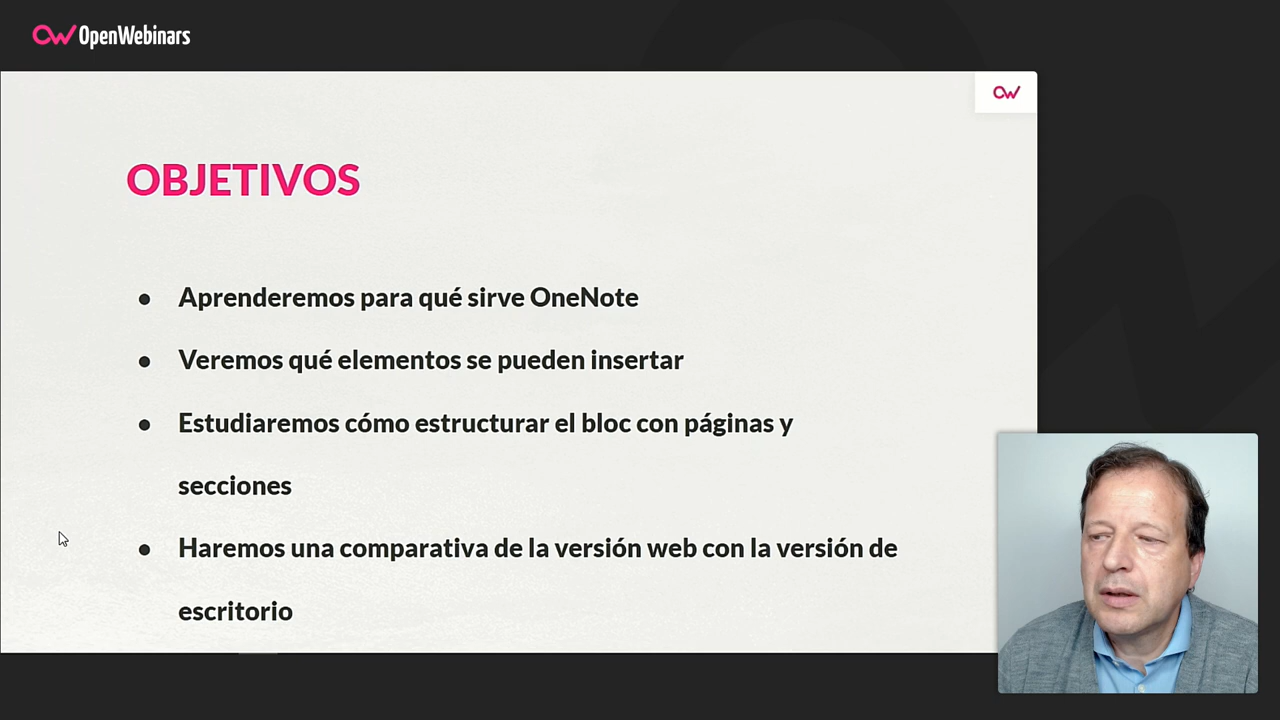 OpenWebinars
OBJETIVOS
● Aprenderemos para qué sirve OneNote
● Veremos qué elementos se pueden insertar
● Estudiaremos cómo estructurar el bloc con páginas y
secciones
● Haremos una comparativa de la versión web con la versión de
escritorio